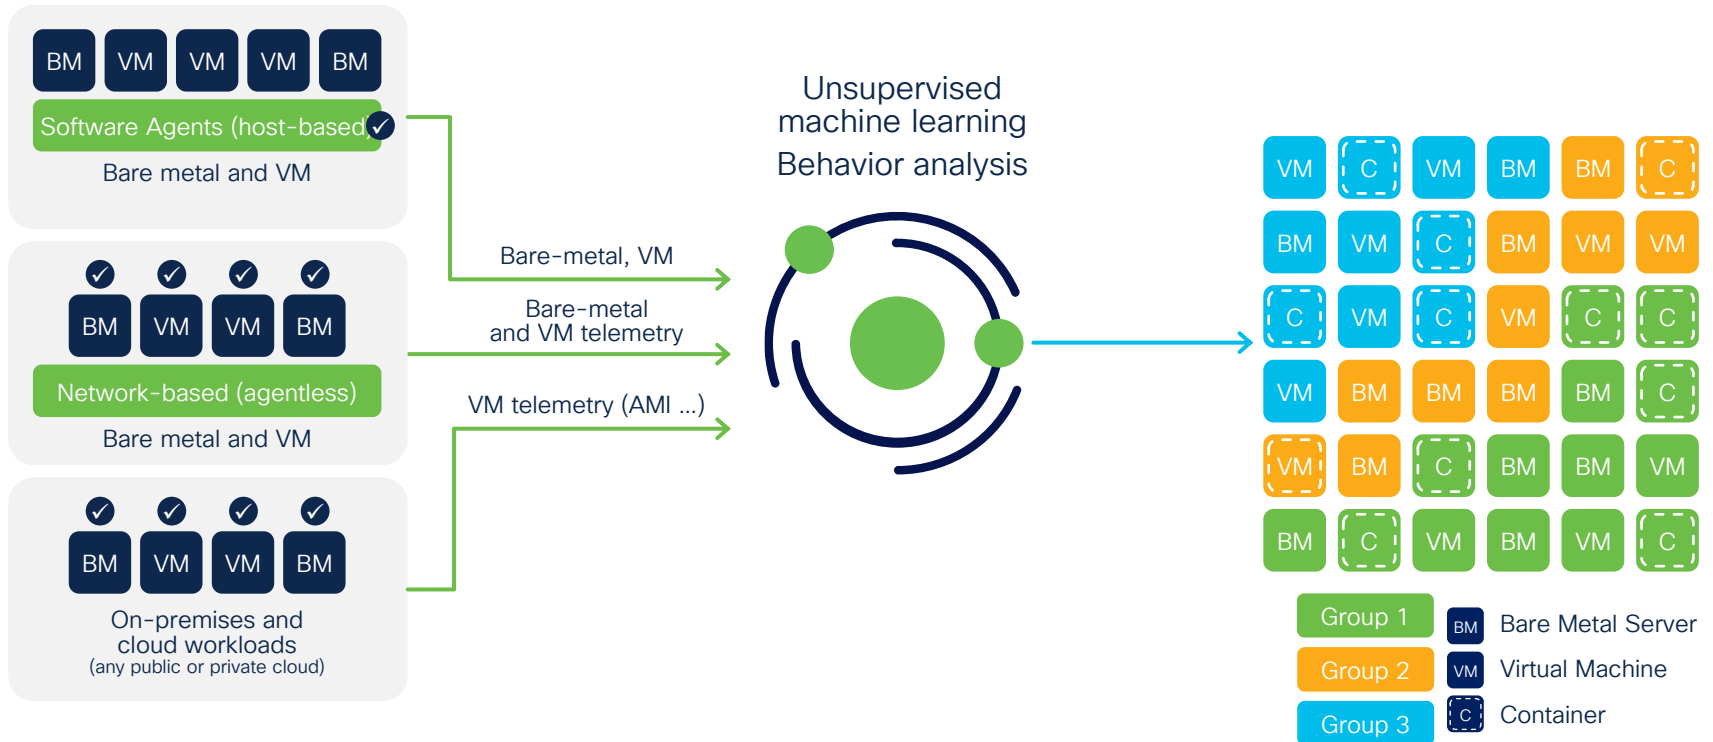 BM VM VM VM BM
Software Agents (host-based)
Bare metal and VM
BM VM VM BM
Network-based (agentless)
Bare metal and VM
BM VM VM BM
On-premises and
cloud workloads
(any public or private cloud)
Bare-metal, VM
Bare-metal
and VM telemetry
VM telemetry (AMI ...)
Unsupervised
machine learning
Behavior analysis
VM C VM BM BM C
BM VM C BM VM VM
C VM C VM C C
VM BM BM BM BM C
VM BM C BM BM VM
BM C VM BM VM C
Group 1
Group 2
Group 3
BM Bare Metal Server
VM Virtual Machine
C Container